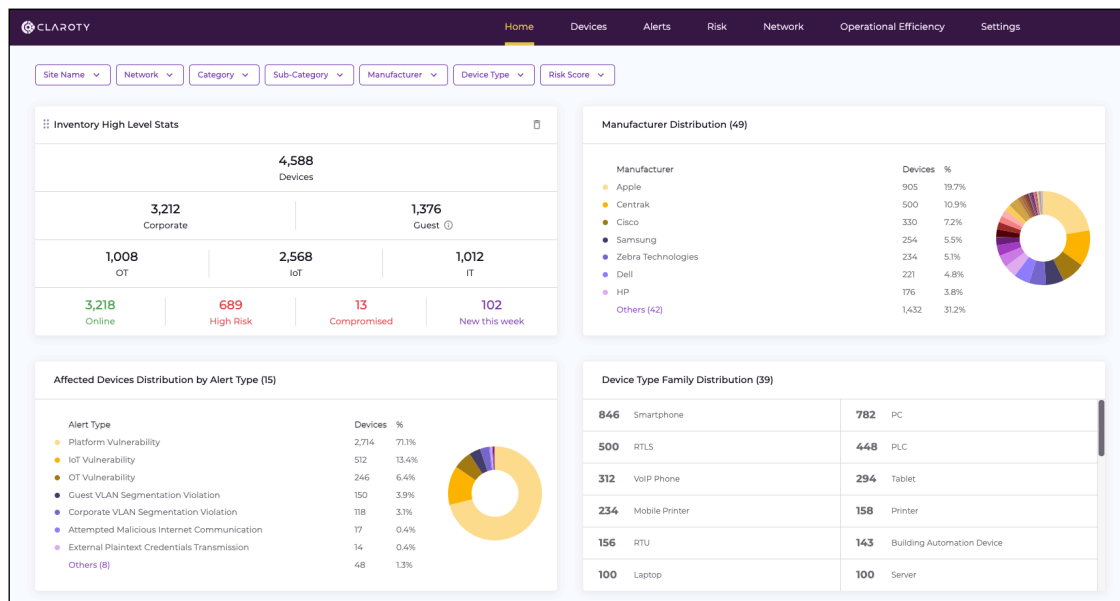 CLAROTY
Home Devices Alerts Risk Network Operational Efficiency Settings
Site Name Network Category Sub-Category Manufacturer Device Type Risk Score
Inventory High Level Stats
4,588
Devices
3,212 1,376
Corporate Guest
1,008 2,568 1,012
OT IoT IT
3,218 689 13 102
Online High Risk Compromised New this week
Manufacturer Distribution (49)
Manufacturer Devices %
Apple 905 19.7%
Centrak 500 10.9%
Cisco 330 7.2%
Samsung 254 5.5%
Zebra Technologies 234 5.1%
Dell 221 4.8%
HP 176 3.8%
Others (42) 1,432 31.2%
Affected Devices Distribution by Alert Type (15)
Alert Type Devices %
Platform Vulnerability 2,714 71.1%
IoT Vulnerability 512 13.4%
OT Vulnerability 246 6.4%
Guest VLAN Segmentation Violation 150 3.9%
Corporate VLAN Segmentation Violation 118 3.1%
Attempted Malicious Internet Communication 17 0.4%
External Plaintext Credentials Transmission 14 0.4%
Others (8) 48 1.3%
Device Type Family Distribution (39)
846 Smartphone 782 PC
500 RTLS 448 PLC
312 VoIP Phone 294 Tablet
234 Mobile Printer 158 Printer
156 RTU 143 Building Automation Device
100 Laptop 100 Server